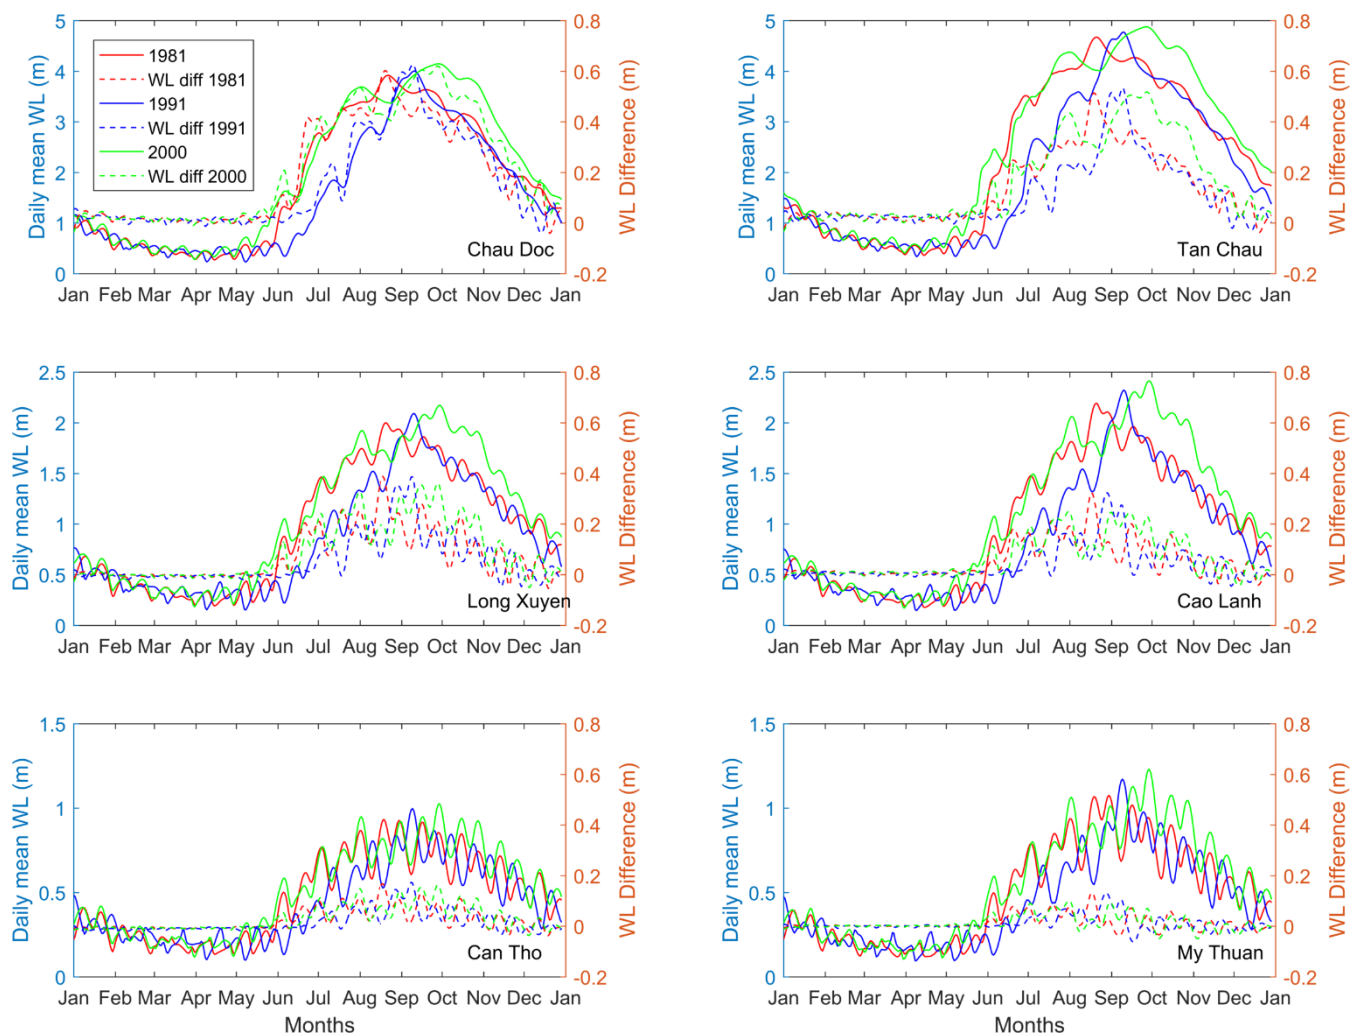 5
4
3
2
1
0
Daily mean WL (m)
1981
WL diff 1981
1991
WL diff 1991
2000
WL diff 2000
Chau Doc
0.8
0.6
0.4
0.2
0
-0.2
WL Difference (m)
Jan Feb Mar Apr May Jun Jul Aug Sep Oct Nov Dec Jan
5
4
3
2
1
0
Daily mean WL (m)
Tan Chau
0.8
0.6
0.4
0.2
0
-0.2
WL Difference (m)
Jan Feb Mar Apr May Jun Jul Aug Sep Oct Nov Dec Jan
2.5
2
1.5
1
0.5
0
Daily mean WL (m)
Long Xuyen
0.8
0.6
0.4
0.2
0
-0.2
WL Difference (m)
Jan Feb Mar Apr May Jun Jul Aug Sep Oct Nov Dec Jan
2.5
2
1.5
1
0.5
0
Daily mean WL (m)
Cao Lanh
0.8
0.6
0.4
0.2
0
-0.2
WL Difference (m)
Jan Feb Mar Apr May Jun Jul Aug Sep Oct Nov Dec Jan
1.5
1
0.5
0
Daily mean WL (m)
Can Tho
0.8
0.6
0.4
0.2
0
-0.2
WL Difference (m)
Jan Feb Mar Apr May Jun Jul Aug Sep Oct Nov Dec Jan
Months
1.5
1
0.5
0
Daily mean WL (m)
My Thuan
0.8
0.6
0.4
0.2
0
-0.2
WL Difference (m)
Jan Feb Mar Apr May Jun Jul Aug Sep Oct Nov Dec Jan
Months